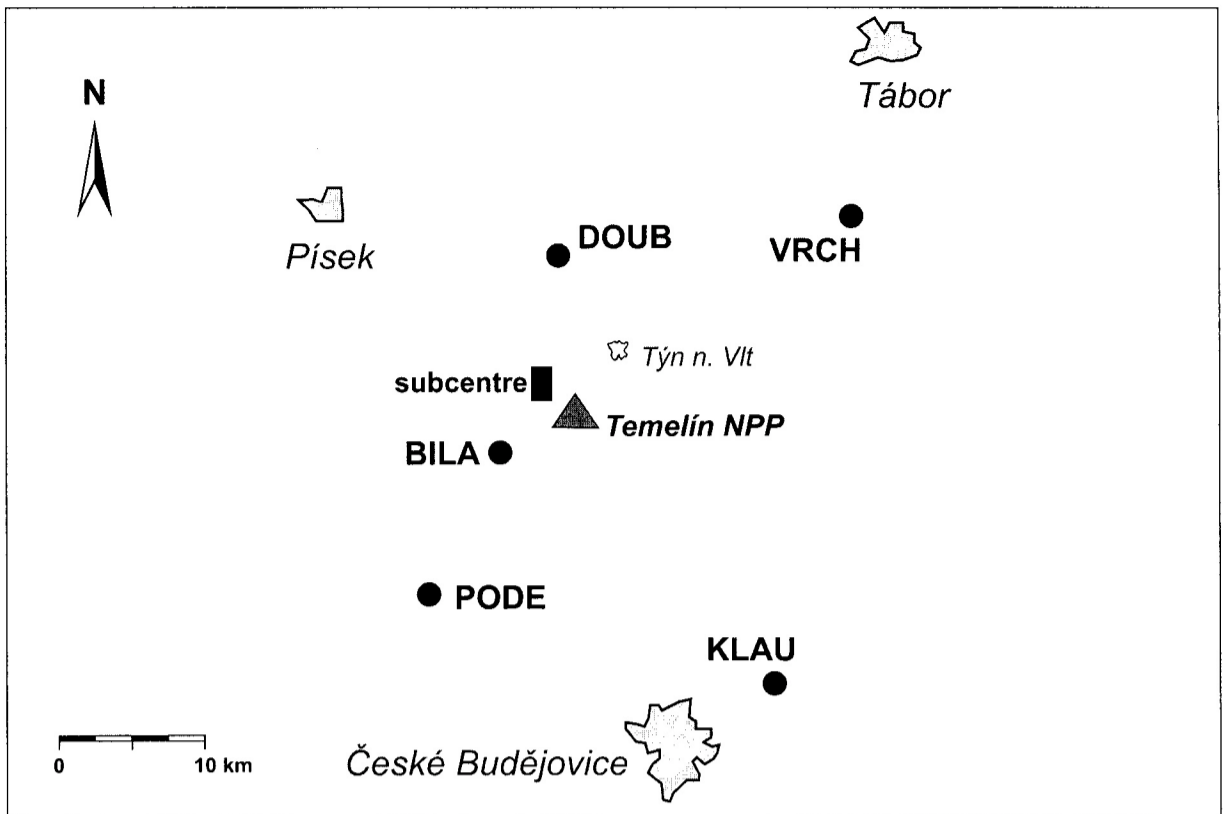 Tábor
N
DOUB
VRCH
Písek
Týn n. Vlt
subcentre
Temelín NPP
BILA
PODE
KLAU
České Budějovice
0 10 km